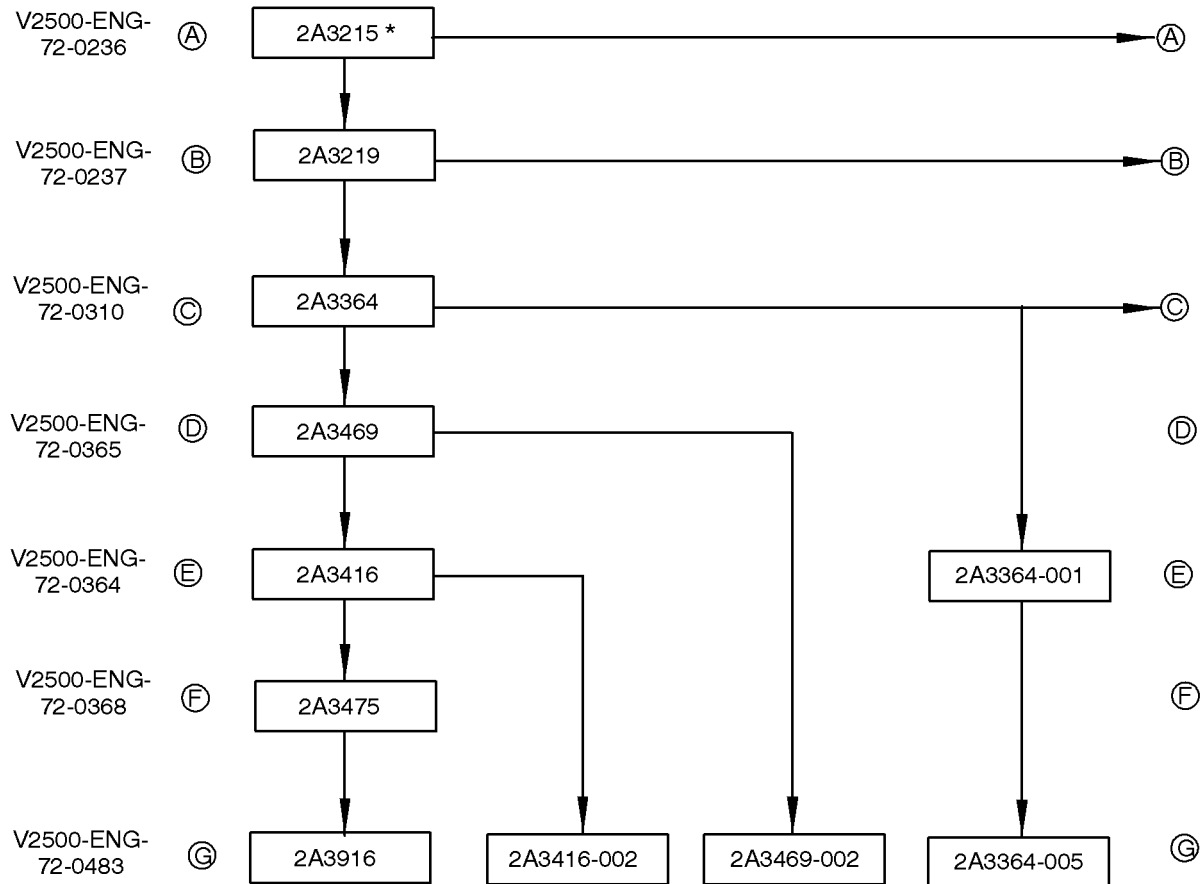 V2500-ENG-
72-0236
A
2A3215 *
A
V2500-ENG-
72-0237
B
2A3219
B
V2500-ENG-
72-0310
C
2A3364
C
V2500-ENG-
72-0365
D
2A3469
D
V2500-ENG-
72-0364
E
2A3416
2A3364-001
E
V2500-ENG-
72-0368
F
2A3475
F
V2500-ENG-
72-0483
G
2A3916
2A3416-002
2A3469-002
2A3364-005
G